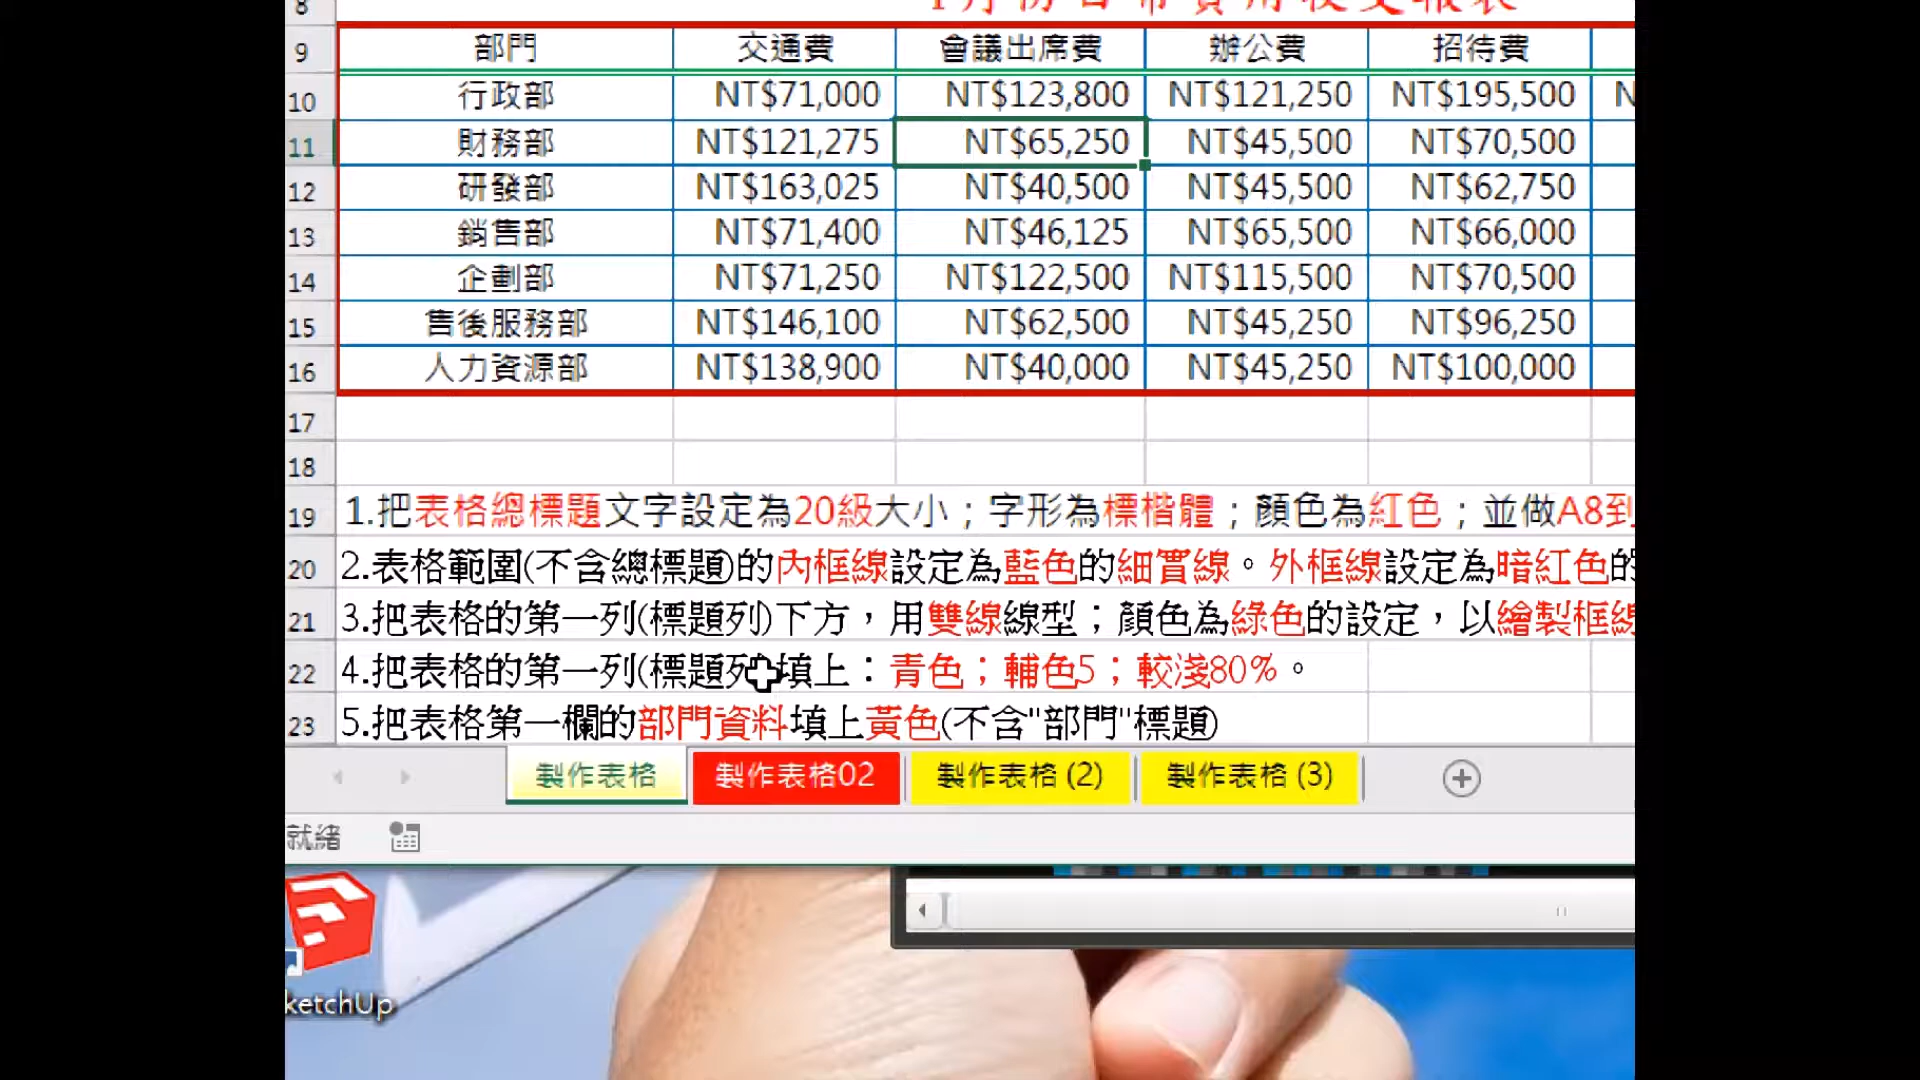 8
9 部門 交通費 會議出席費 辦公費 招待費
10 行政部 NT$71,000 NT$123,800 NT$121,250 NT$195,500 N
11 財務部 NT$121,275 NT$65,250 NT$45,500 NT$70,500
12 研發部 NT$163,025 NT$40,500 NT$45,500 NT$62,750
13 銷售部 NT$71,400 NT$46,125 NT$65,500 NT$66,000
14 企劃部 NT$71,250 NT$122,500 NT$115,500 NT$70,500
15 售後服務部 NT$146,100 NT$62,500 NT$45,250 NT$96,250
16 人力資源部 NT$138,900 NT$40,000 NT$45,250 NT$100,000
17
18
19 1.把表格總標題文字設定為20級大小；字形為標楷體；顏色為紅色；並做A8到
20 2.表格範圍(不含總標題)的內框線設定為藍色的細實線。外框線設定為暗紅色的
21 3.把表格的第一列(標題列)下方，用雙線線型；顏色為綠色的設定，以繪製框線
22 4.把表格的第一列(標題列填上：青色；輔色5；較淺80%。
23 5.把表格第一欄的部門資料填上黃色(不含"部門"標題)
製作表格 製作表格02 製作表格 (2) 製作表格 (3)
就緒
ketchUp